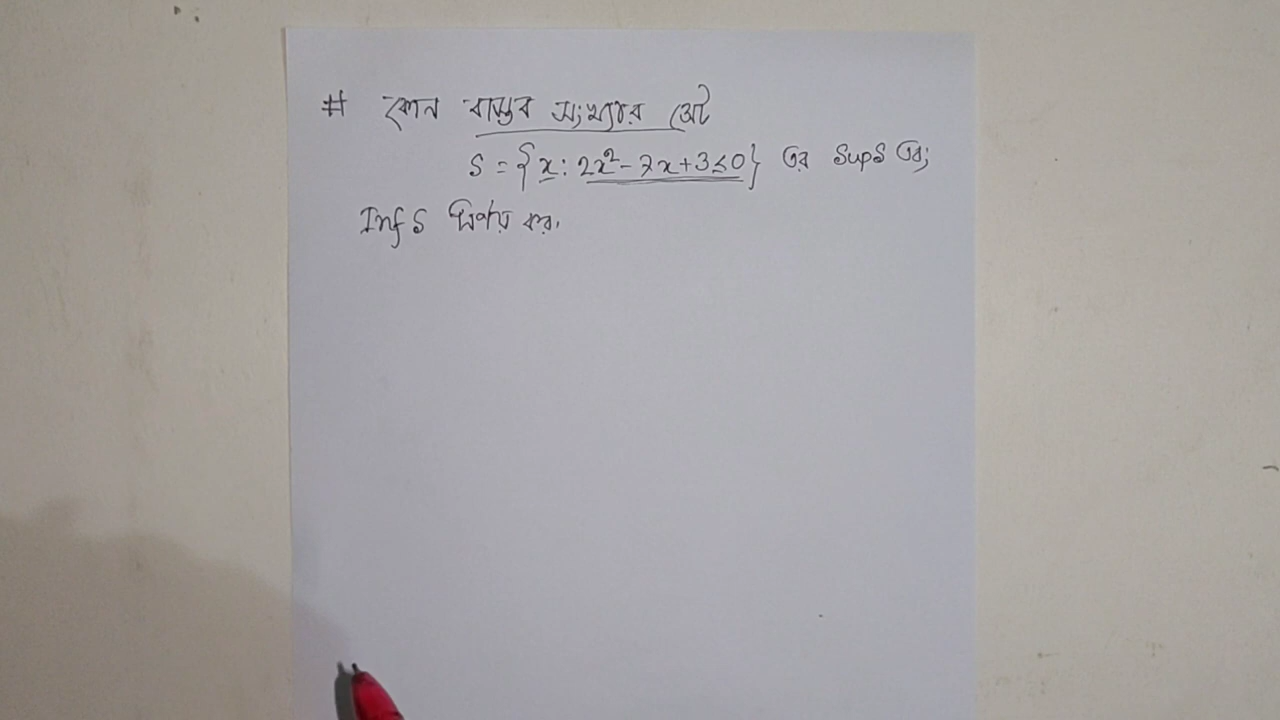 # কোন বাস্তব সংখ্যার সেট
S = {x: 2x² - 7x + 3 ≤ 0} এর Sup S এবং
Inf S নির্ণয় কর।